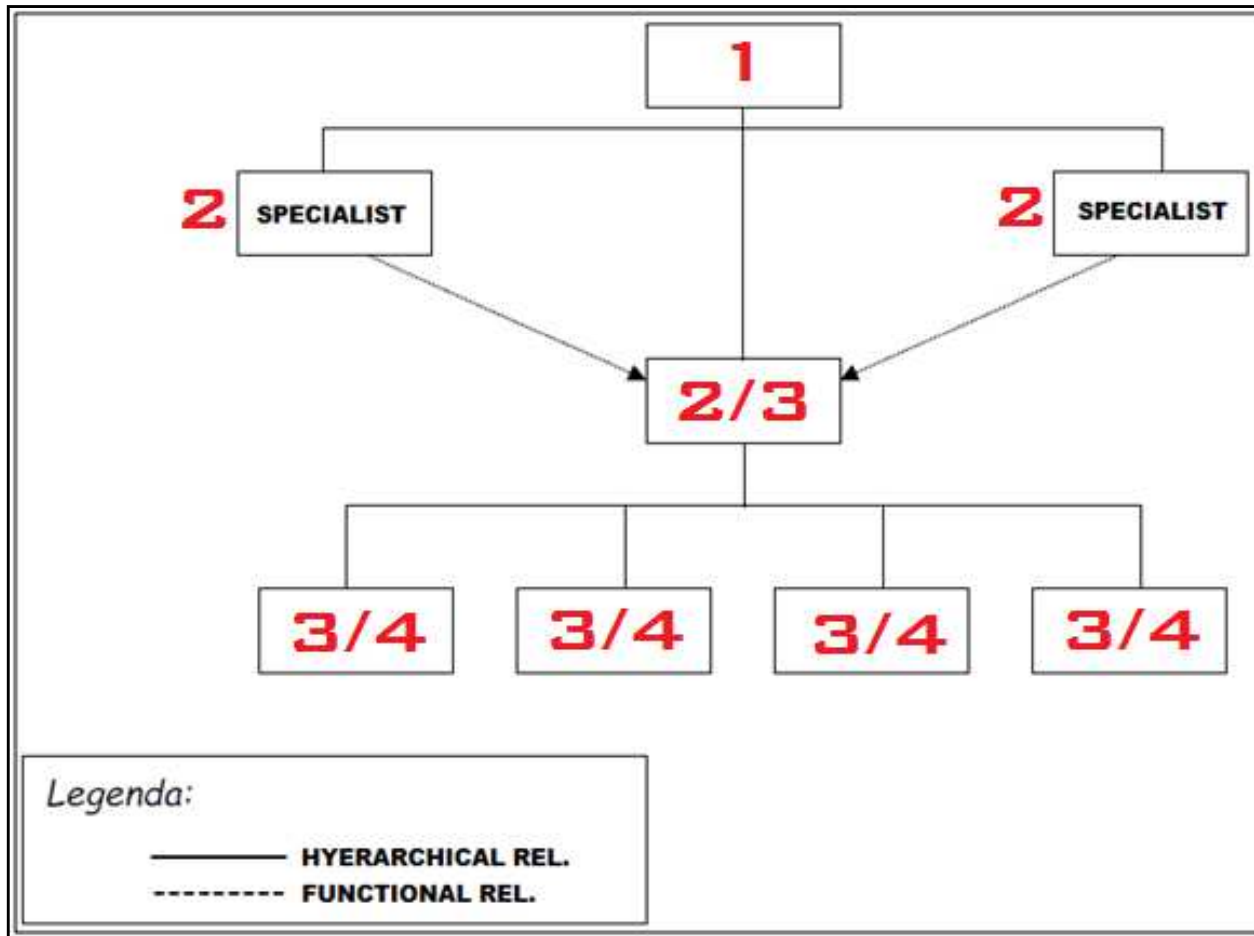 1
2 SPECIALIST
2 SPECIALIST
2/3
3/4
3/4
3/4
3/4
Legenda:
HYERARCHICAL REL.
FUNCTIONAL REL.